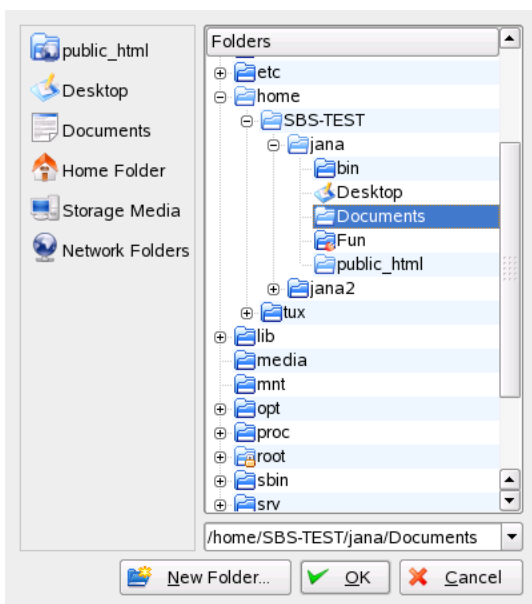 public_html
Desktop
Documents
Home Folder
Storage Media
Network Folders
Folders
etc
home
SBS-TEST
jana
bin
Desktop
Documents
Fun
public_html
jana2
tux
lib
media
mnt
opt
proc
root
sbin
srv
/home/SBS-TEST/jana/Documents
New Folder...
OK
Cancel